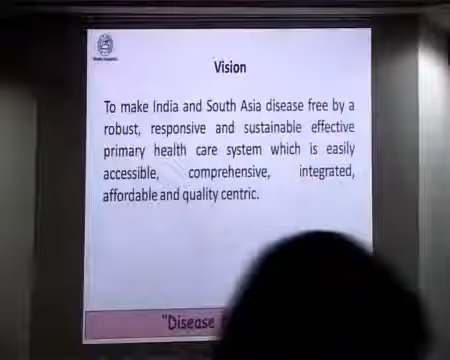 Vision
To make India and South Asia disease free by a
robust, responsive and sustainable effective
primary health care system which is easily
accessible, comprehensive, integrated,
affordable and quality centric.
"Disease